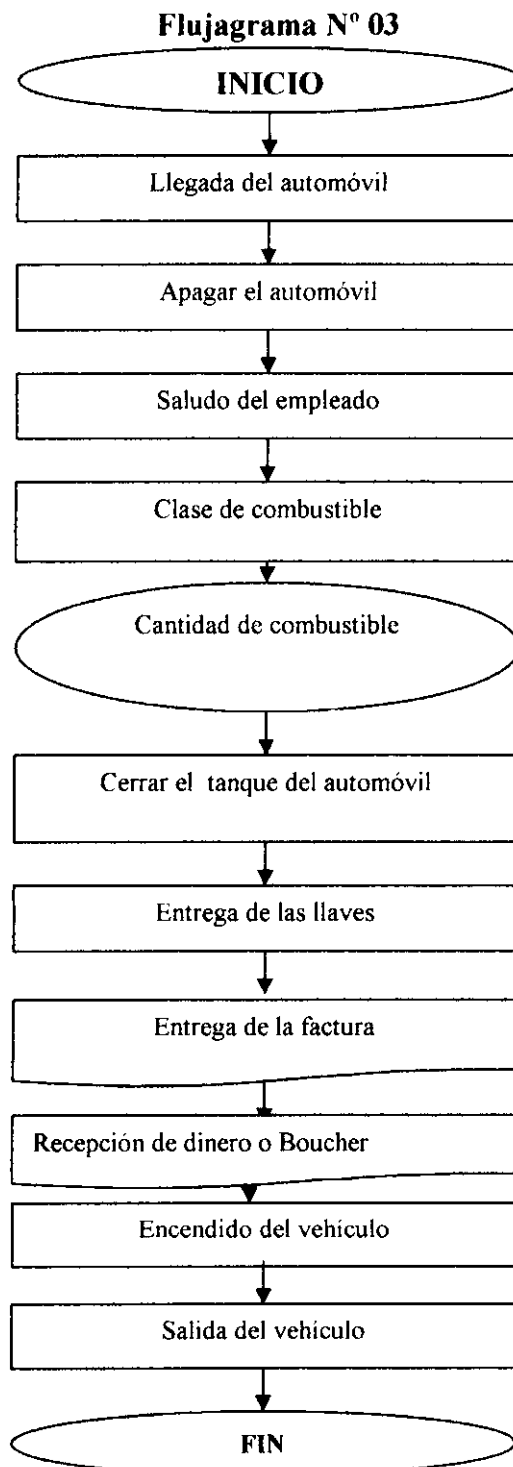 Flujagrama Nº 03
INICIO
Llegada del automóvil
Apagar el automóvil
Saludo del empleado
Clase de combustible
Cantidad de combustible
Cerrar el tanque del automóvil
Entrega de las llaves
Entrega de la factura
Recepción de dinero o Boucher
Encendido del vehículo
Salida del vehículo
FIN